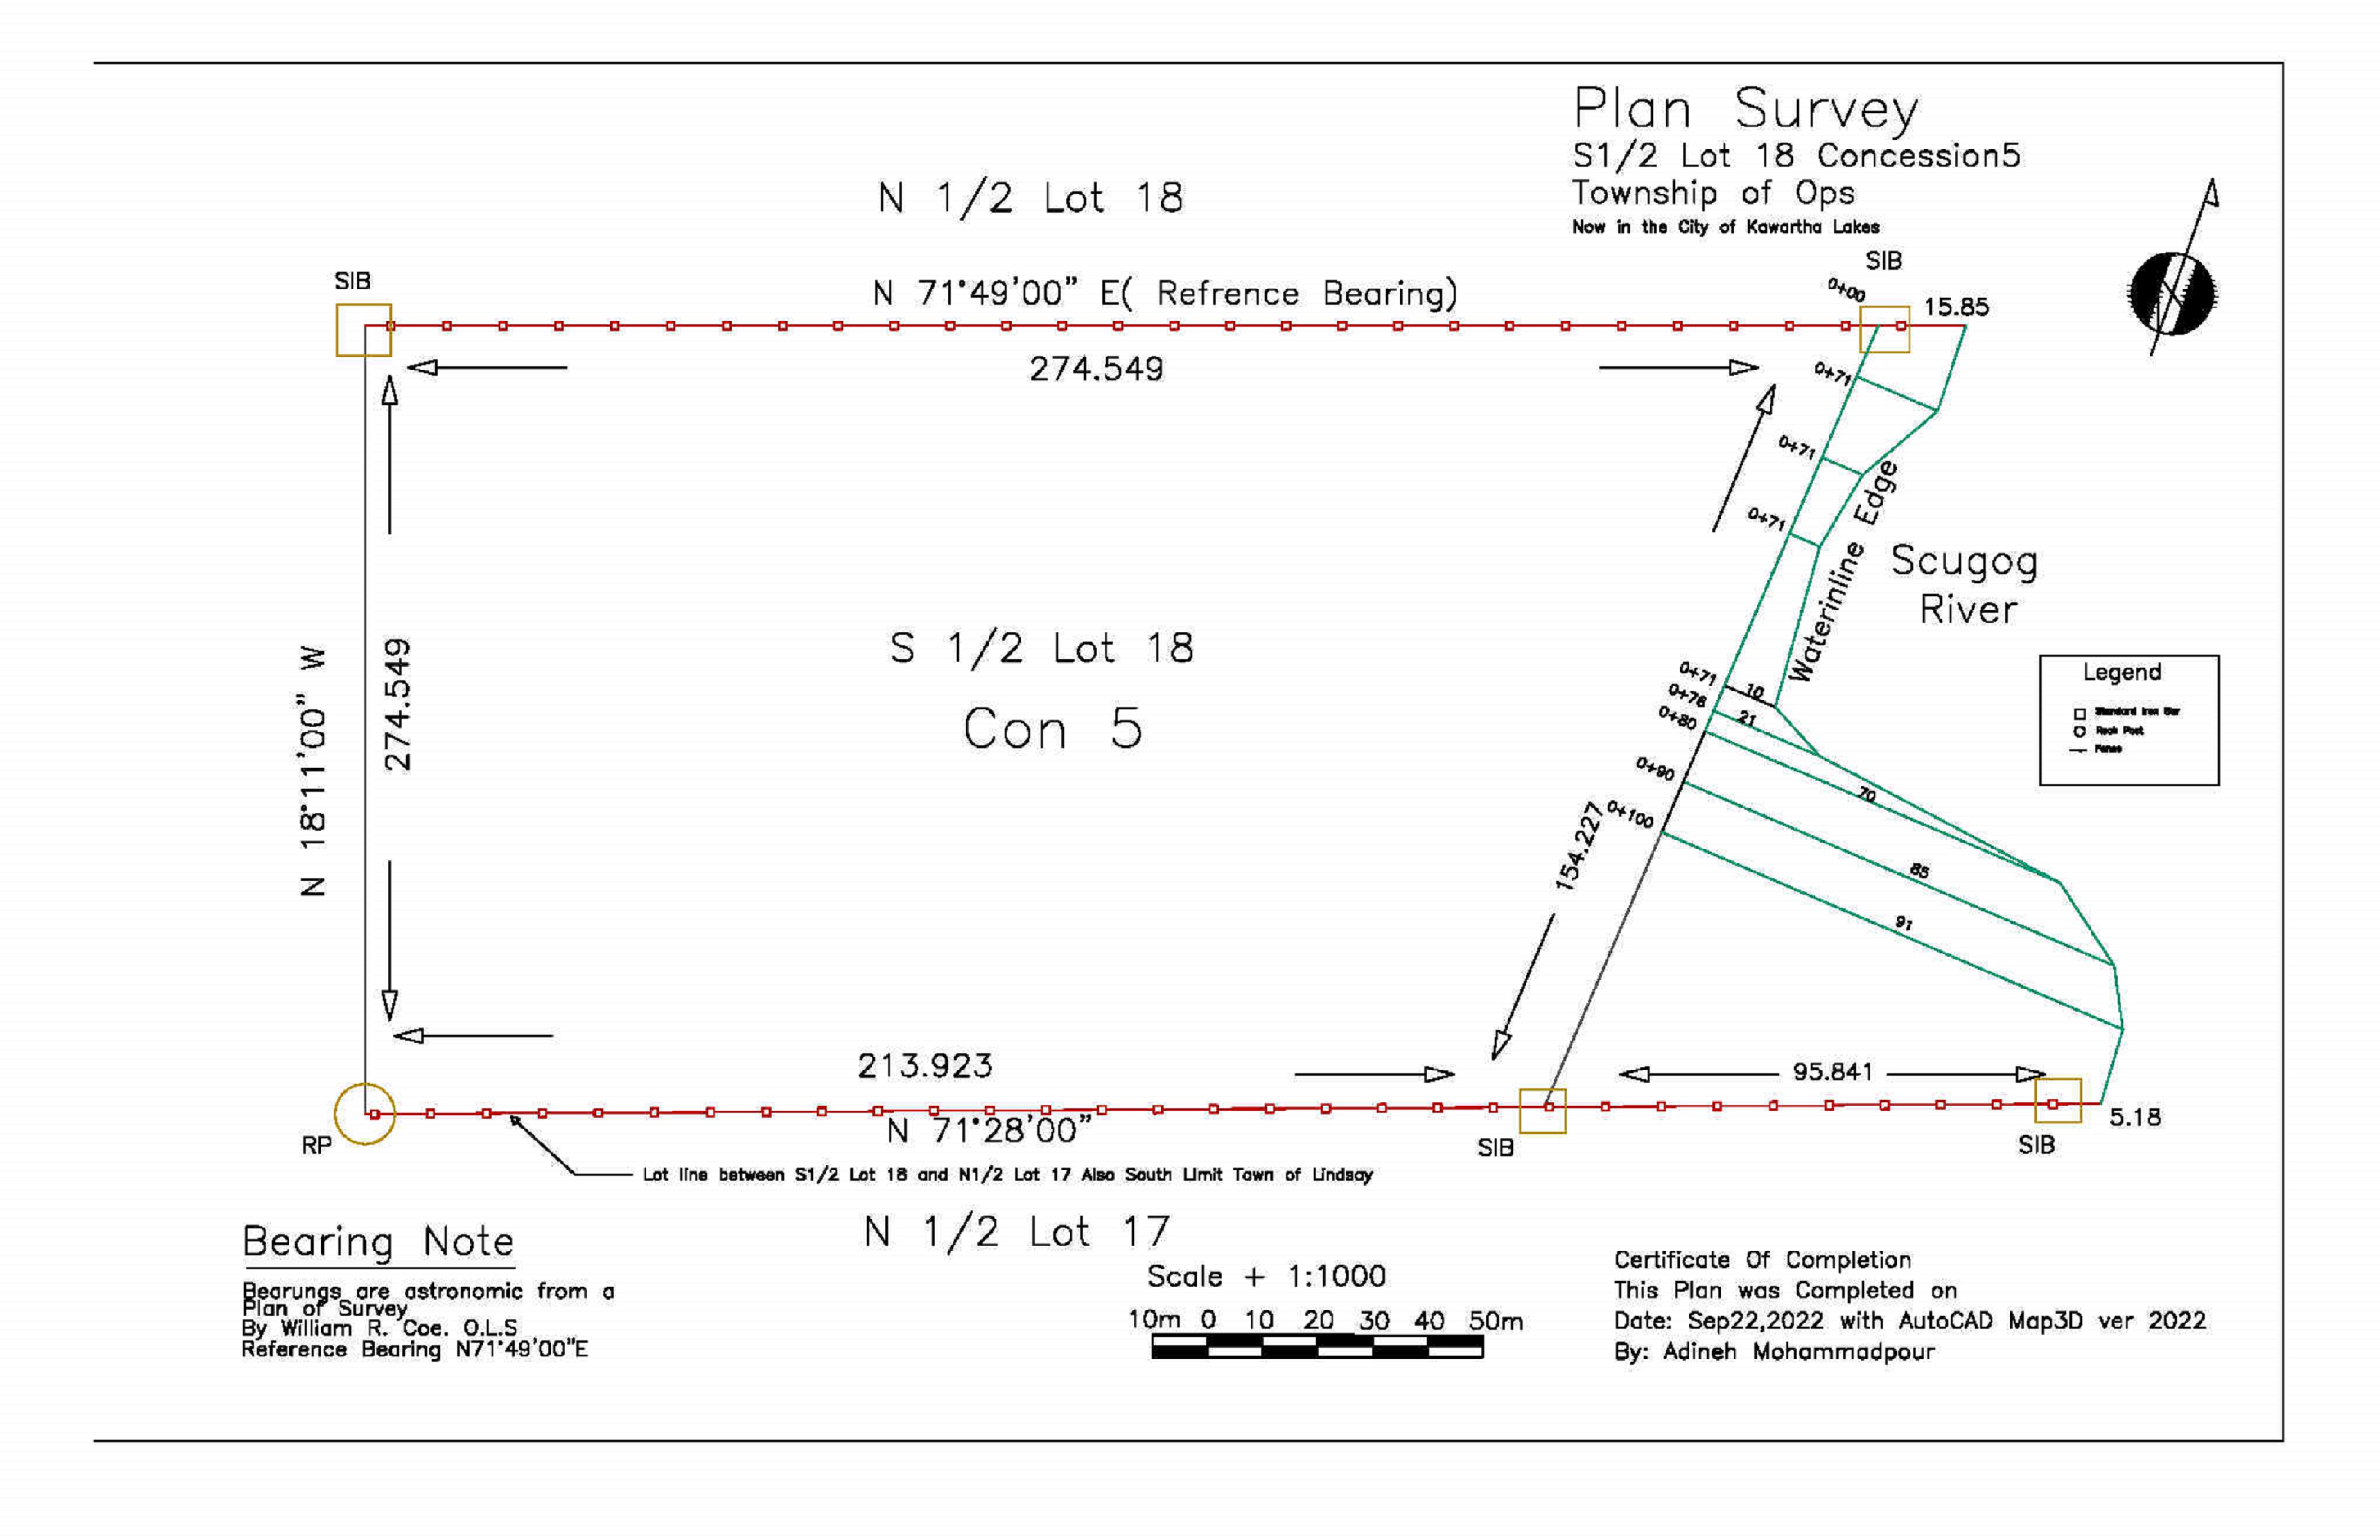 Plan Survey
S1/2 Lot 18 Concession5
Township of Ops
Now in the City of Kawartha Lakes
N 1/2 Lot 18
SIB
SIB
N 71°49'00" E( Refrence Bearing)
0+00
15.85
274.549
0+71
0+71
0+71
Waterinline Edge
Scugog
River
N 18°11'00" W
274.549
S 1/2 Lot 18
Con 5
0+71
10
0+76
21
0+80
70
0+90
85
0+100
91
154.227
Legend
Standard Iron Bar
Rock Post
Fense
213.923
95.841
N 71°28'00"
5.18
RP
SIB
SIB
Lot line between S1/2 Lot 18 and N1/2 Lot 17 Also South Limit Town of Lindsay
N 1/2 Lot 17
Bearing Note
Bearungs are astronomic from a
Plan of Survey
By William R. Coe. O.L.S
Reference Bearing N71°49'00"E
Scale + 1:1000
10m 0 10 20 30 40 50m
Certificate Of Completion
This Plan was Completed on
Date: Sep22,2022 with AutoCAD Map3D ver 2022
By: Adineh Mohammadpour